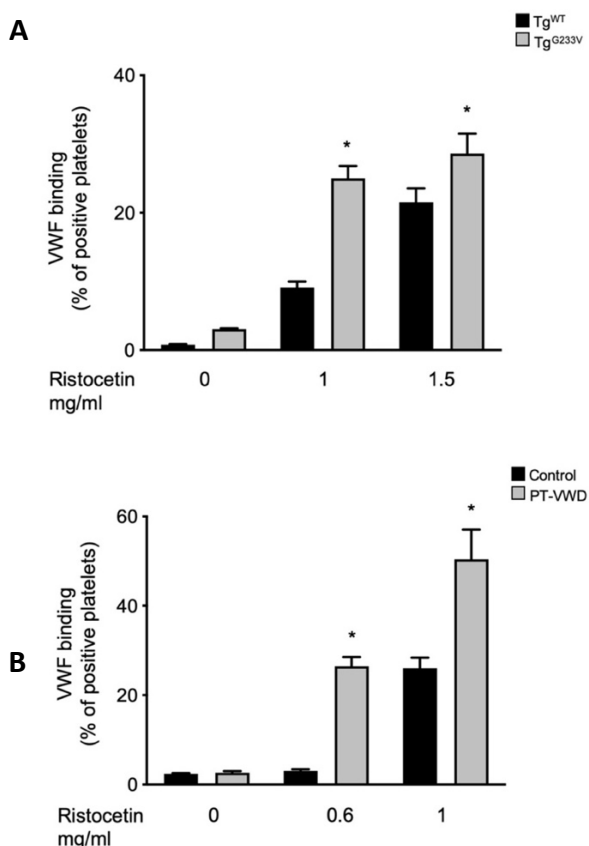 A
Tg^WT
Tg^G233V
VWF binding
(% of positive platelets)
40
20
0
*
*
Ristocetin
mg/ml
0 1 1.5
Control
PT-VWD
B
VWF binding
(% of positive platelets)
60
40
20
0
*
*
Ristocetin
mg/ml
0 0.6 1